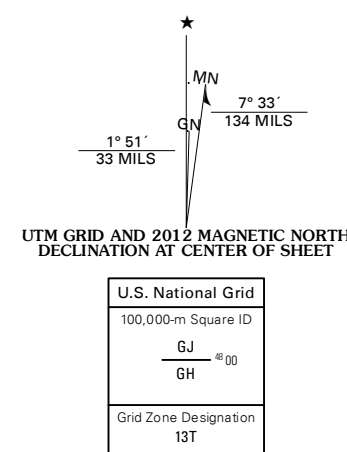 ★
MN
7° 33´
134 MILS
GN
1° 51´
33 MILS
UTM GRID AND 2012 MAGNETIC NORTH
DECLINATION AT CENTER OF SHEET
U.S. National Grid
100,000-m Square ID
GJ
48 00
GH
Grid Zone Designation
13T